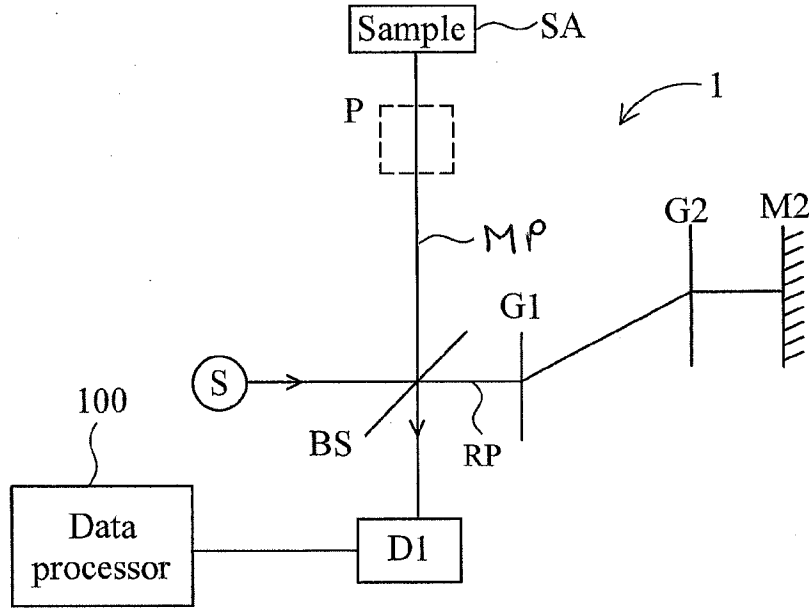 Sample
SA
P
1
MP
G2
M2
G1
S
BS
RP
100
Data
processor
D1